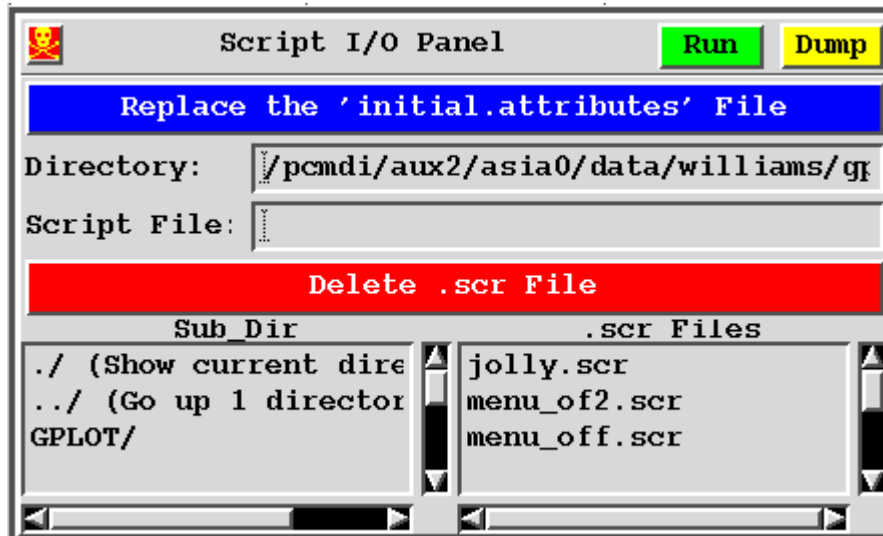 Script I/O Panel
Run
Dump
Replace the 'initial.attributes' File
Directory: /pcmdi/aux2/asia0/data/williams/gp
Script File:
Delete .scr File
Sub_Dir
.scr Files
./ (Show current dire
../ (Go up 1 director
GPLOT/
jolly.scr
menu_of2.scr
menu_off.scr